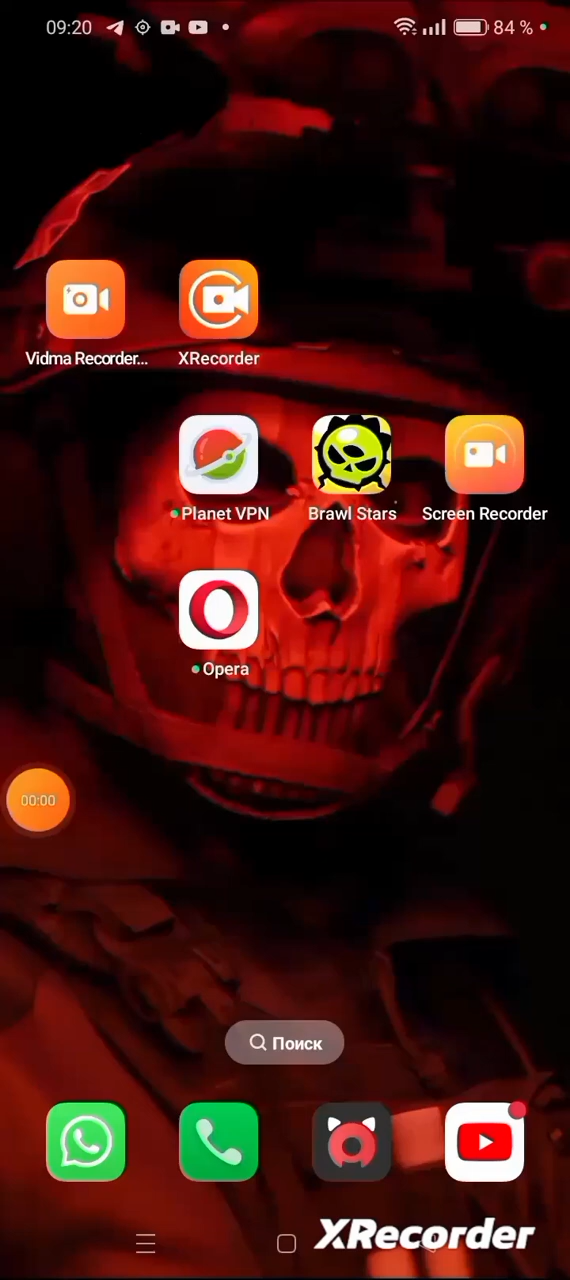 09:20
84 %
Vidma Recorder...
XRecorder
Planet VPN
Brawl Stars
Screen Recorder
Opera
00:00
Поиск
XRecorder